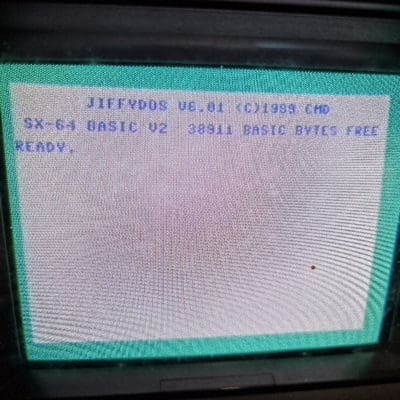 JIFFYDOS V6.01 (C)1989 CMD
SX-64 BASIC V2  38911 BASIC BYTES FREE
READY.